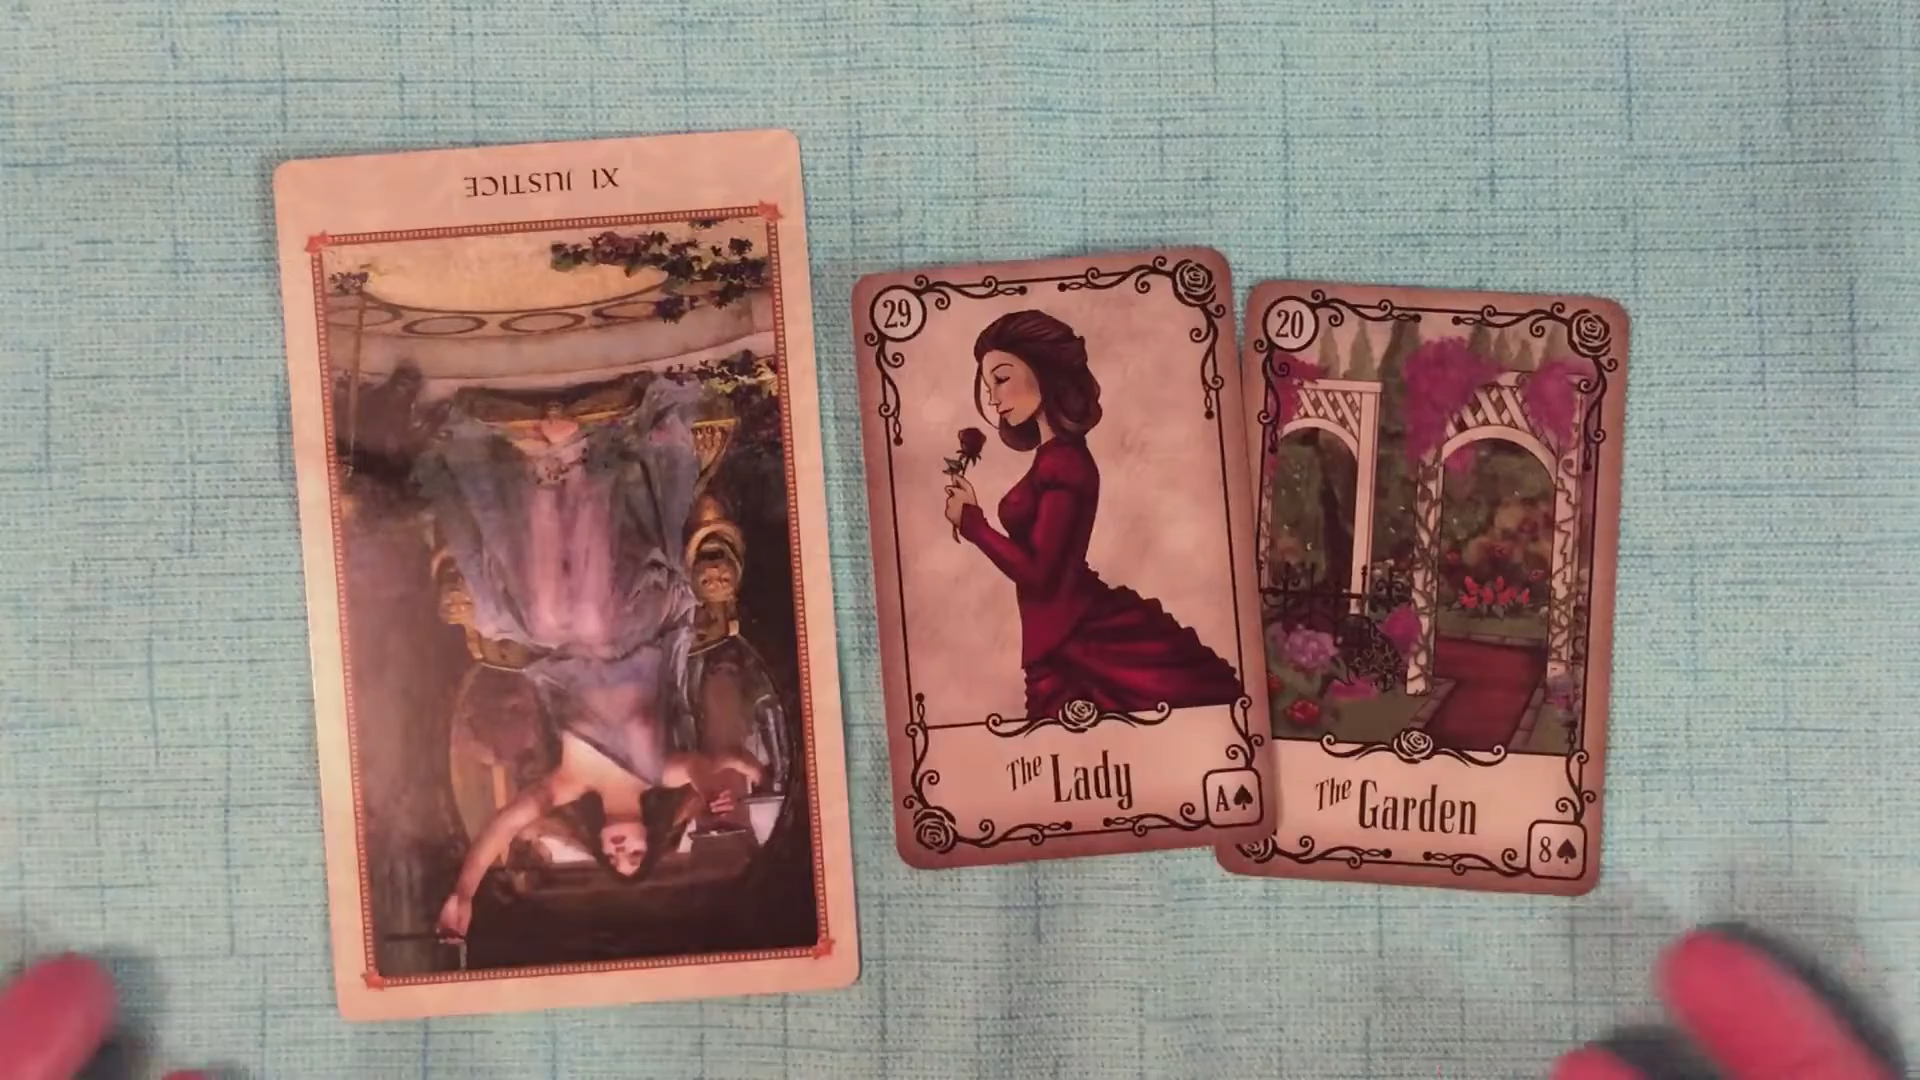 XI JUSTICE
29
The Lady
A♠
20
The Garden
8♠